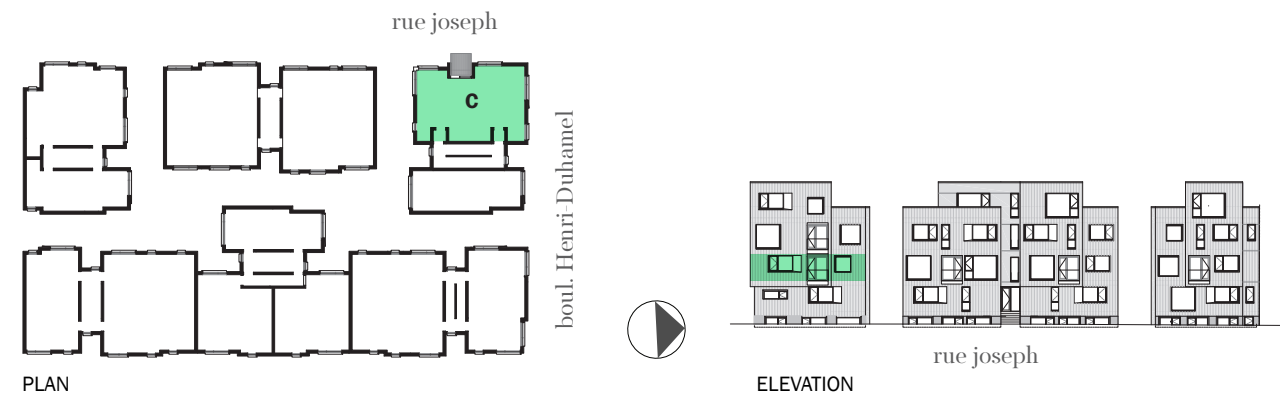 rue joseph
C
boul. Henri-Duhamel
rue joseph
PLAN
ELEVATION